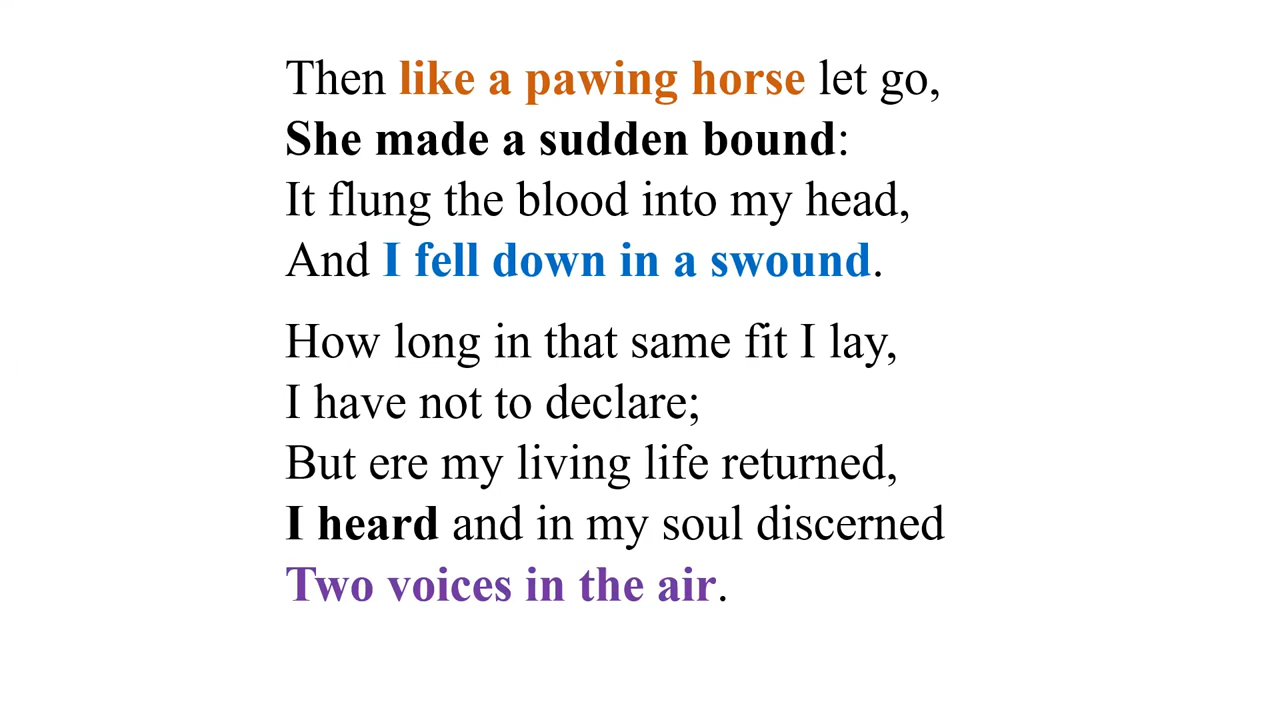 Then like a pawing horse let go,
She made a sudden bound:
It flung the blood into my head,
And I fell down in a swound.
How long in that same fit I lay,
I have not to declare;
But ere my living life returned,
I heard and in my soul discerned
Two voices in the air.